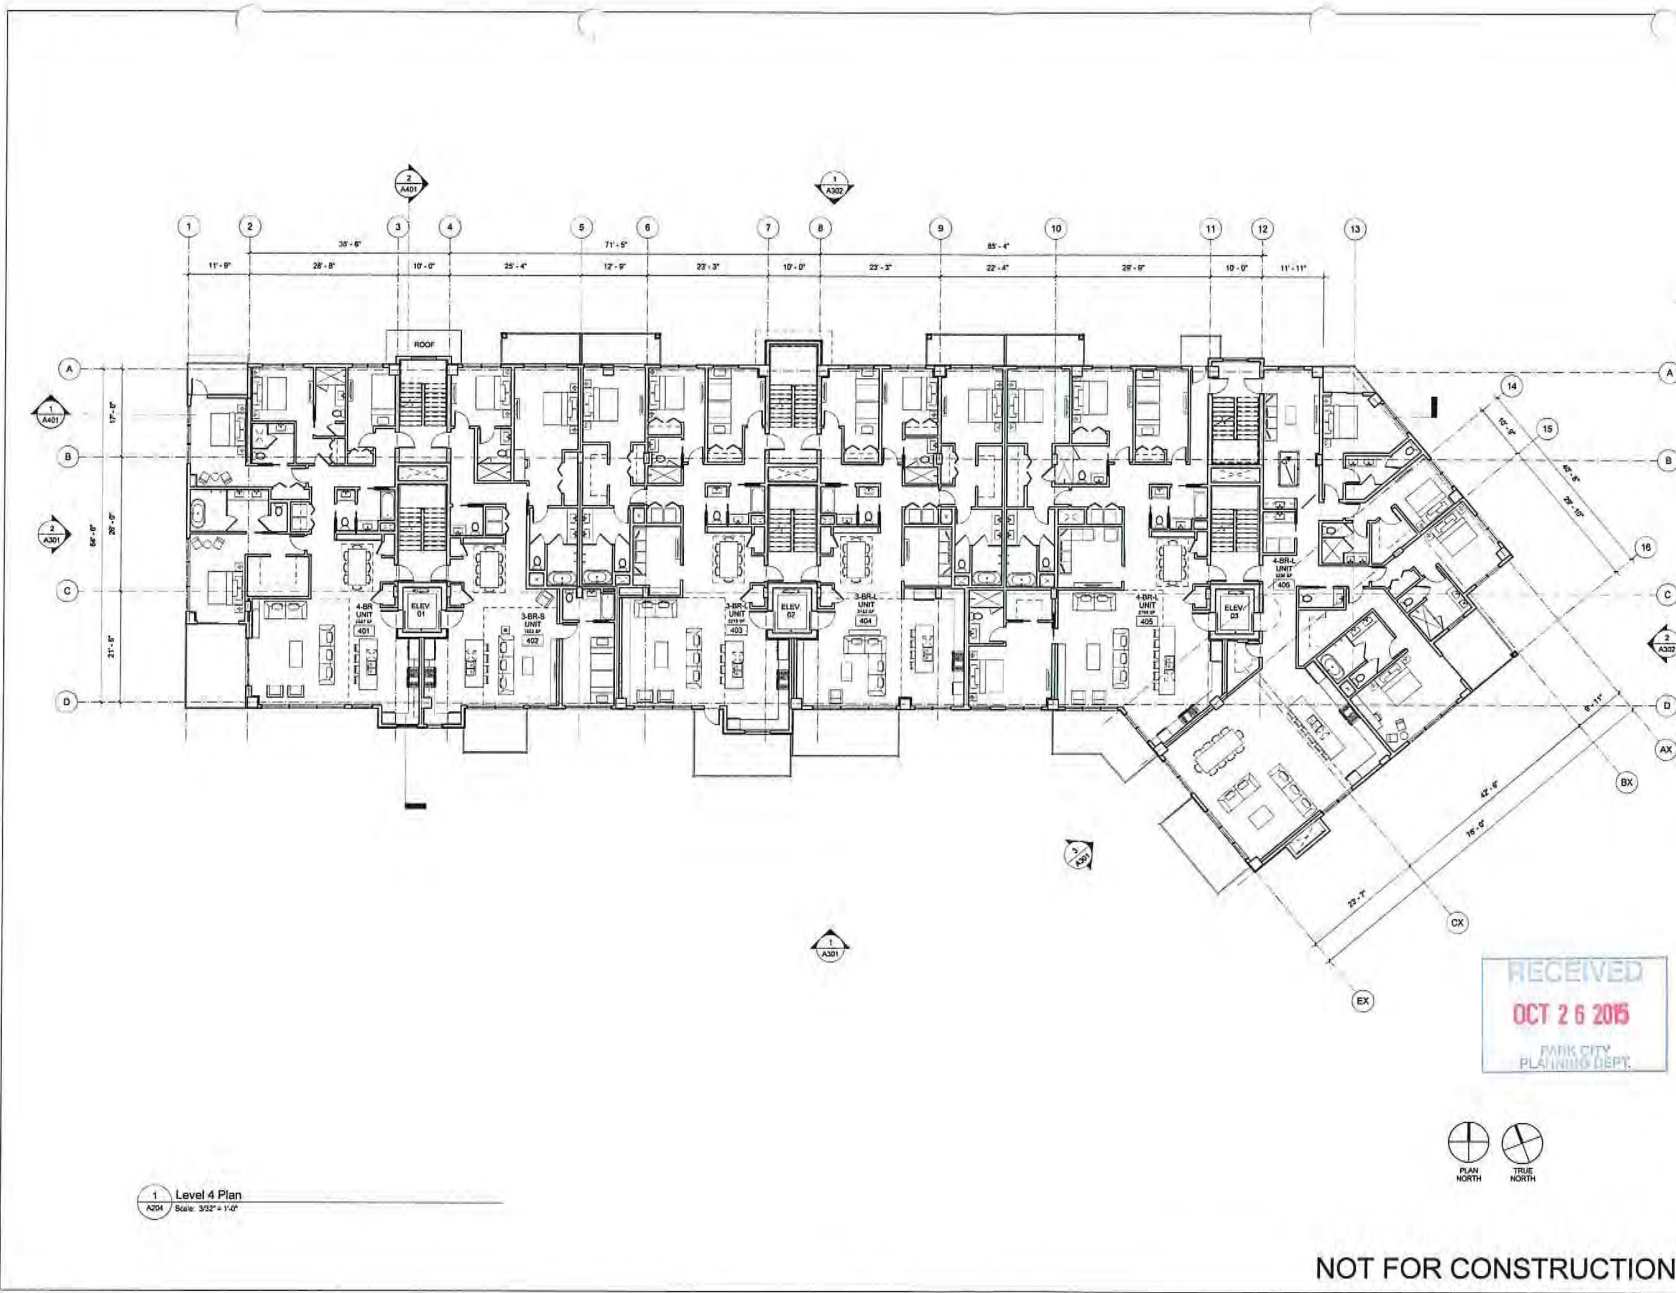 2
A401
1
A302
1
2
3
4
5
6
7
8
9
10
11
12
13
71'-5"
85'-4"
11'-9"
28'-8"
10'-0"
25'-4"
12'-9"
23'-3"
10'-0"
23'-3"
22'-4"
10'-0"
11'-11"
ROOF
A
A
14
1
A401
17'-0"
15
B
B
2
A301
26'-0"
16
C
C
4-BR
UNIT
401
ELEV.
01
3-BR-S
UNIT
402
3-BR-L
UNIT
403
ELEV.
02
3-BR-L
UNIT
404
4-BR-L
UNIT
405
ELEV.
03
4-BR-L
UNIT
406
21'-6"
2
A302
D
D
AX
BX
CX
EX
42'-6"
23'-7"
3
A301
1
A301
RECEIVED
OCT 26 2015
PARK CITY
PLANNING DEPT.
PLAN
NORTH
TRUE
NORTH
1
A204
Level 4 Plan
Scale: 3/32" = 1'-0"
NOT FOR CONSTRUCTION